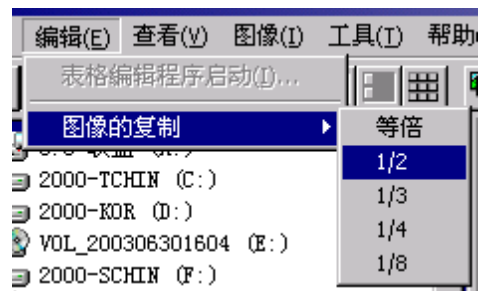 编辑(E) 查看(V) 图像(I) 工具(T) 帮助
表格编辑程序启动(I)...
图像的复制
等倍
1/2
1/3
1/4
1/8
2000-TCHIN (C:)
2000-KOR (D:)
VOL_200306301604 (E:)
2000-SCHIN (F:)